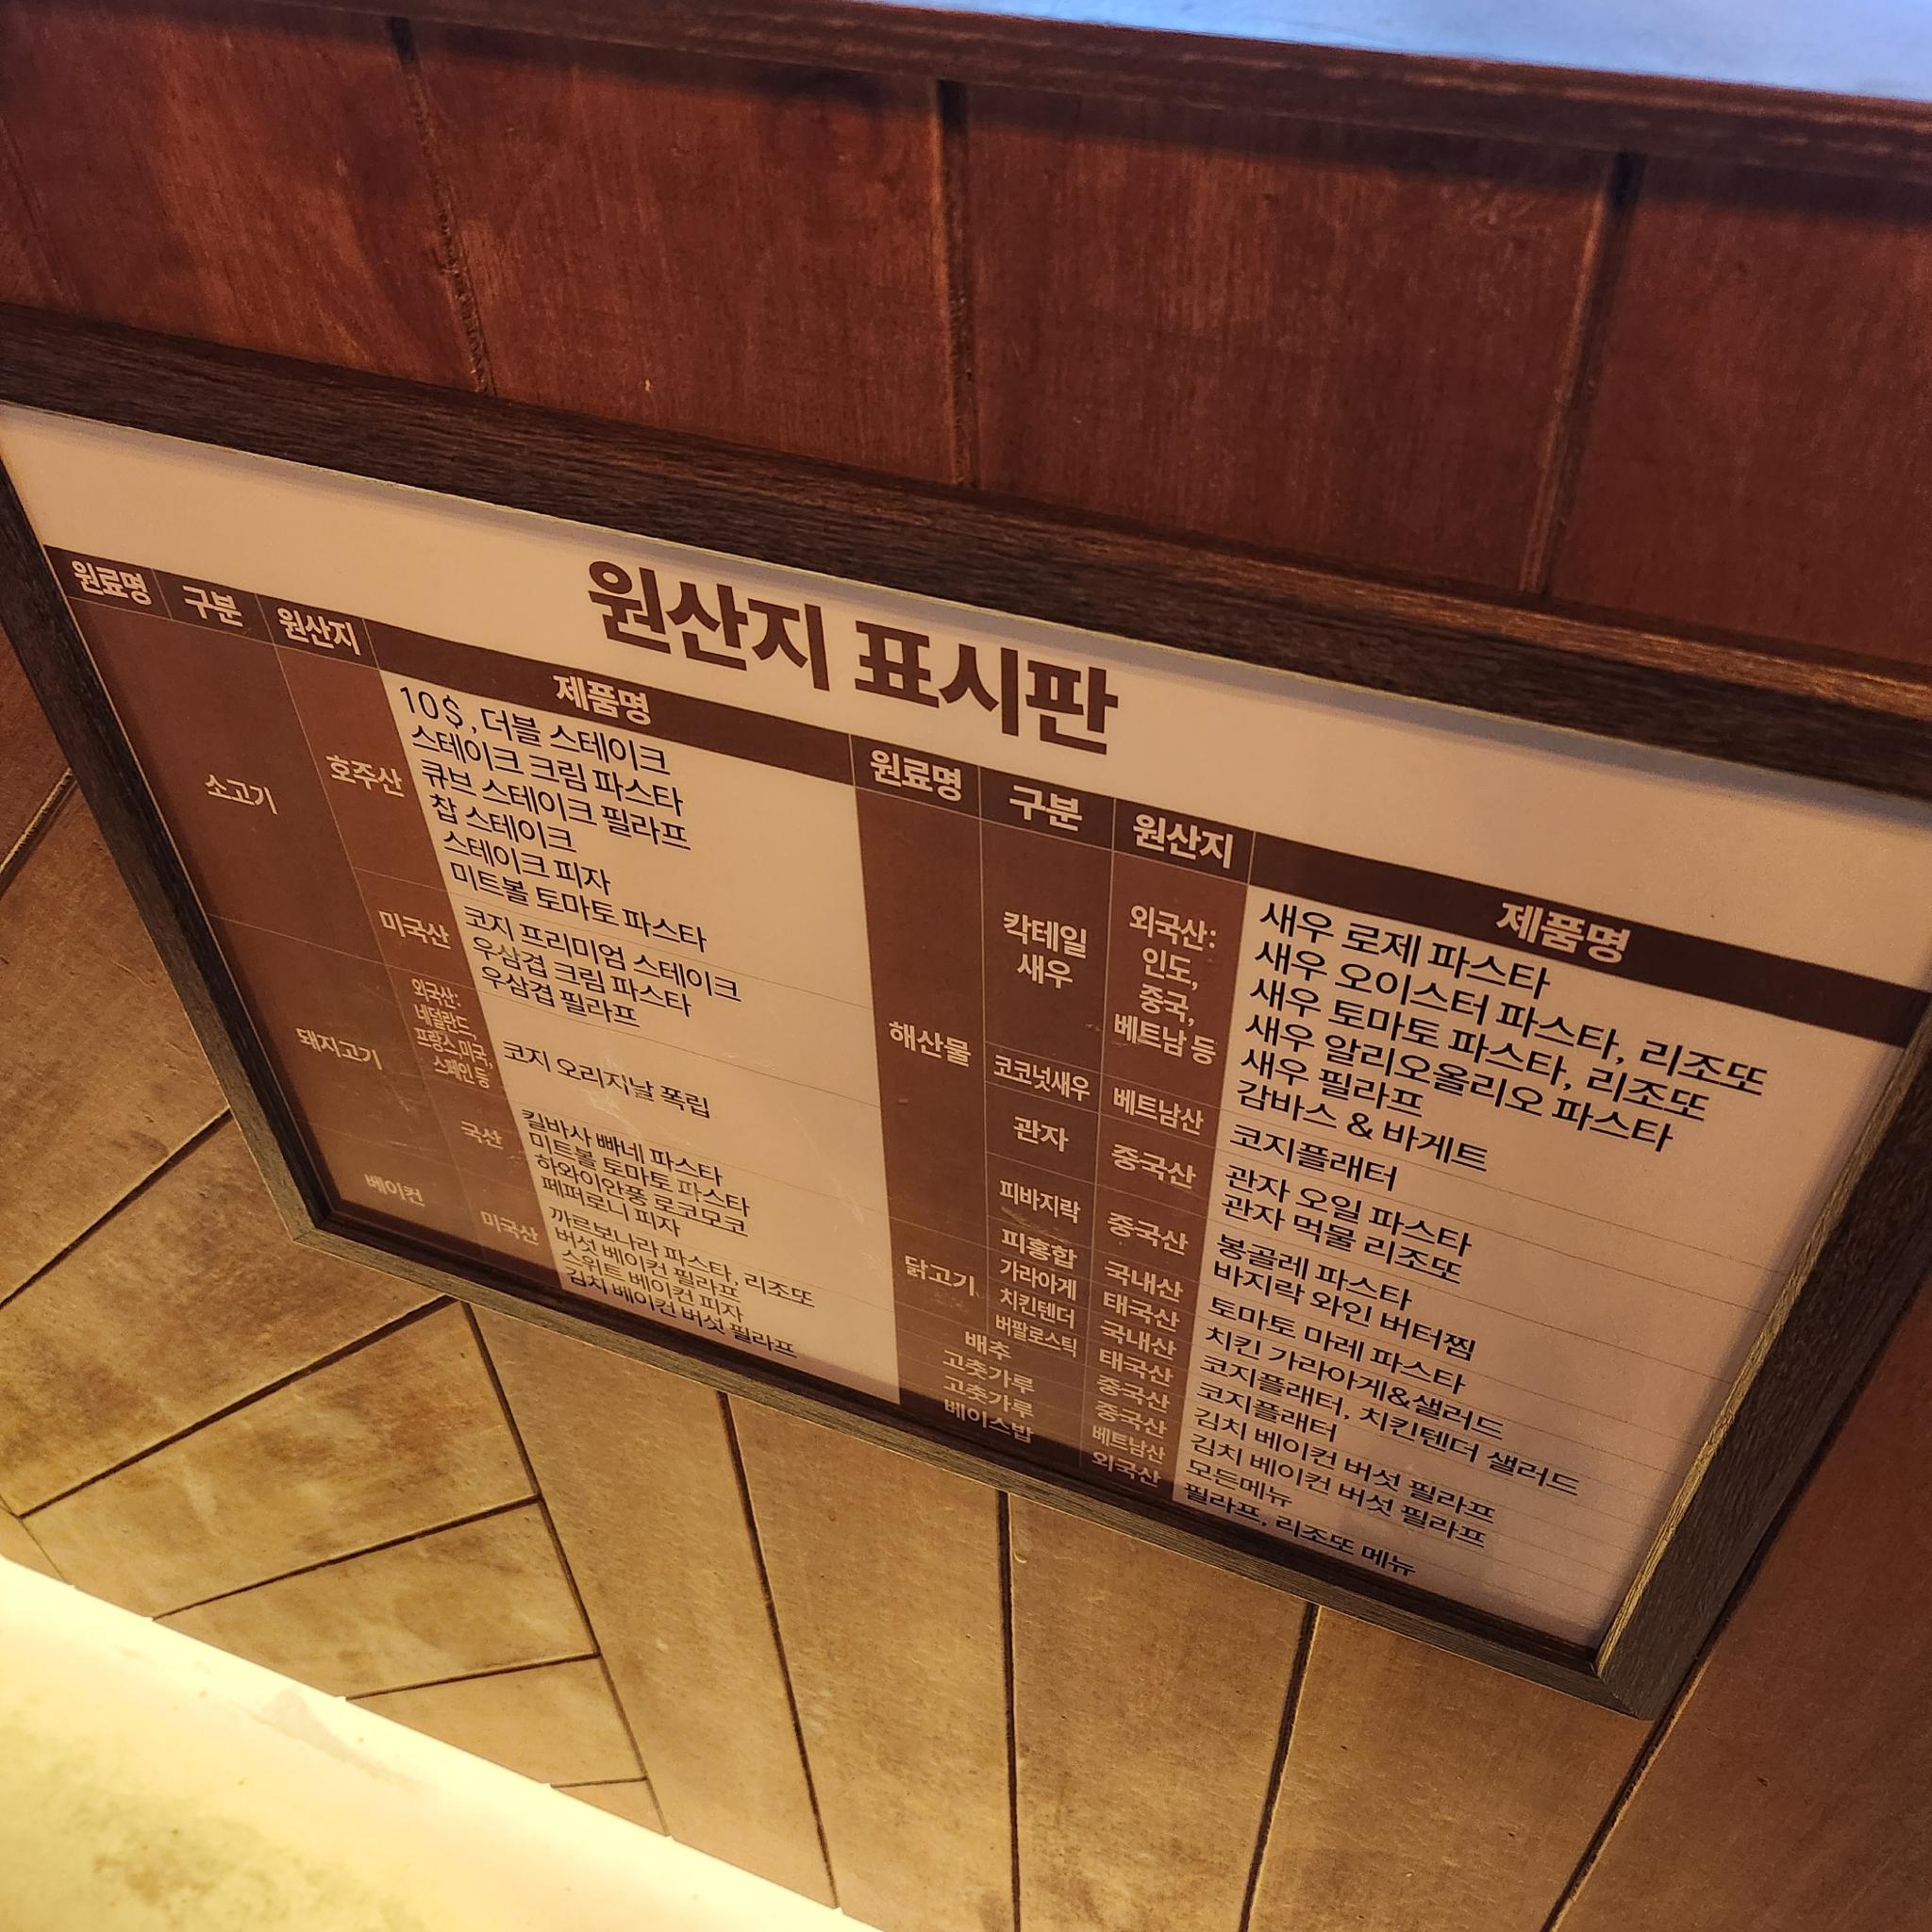 원산지 표시판
원료명 구분 원산지 제품명
소고기
호주산
10$, 더블 스테이크
스테이크 크림 파스타
큐브 스테이크 필라프
찹 스테이크
스테이크 피자
미트볼 토마토 파스타
미국산
코지 프리미엄 스테이크
우삼겹 크림 파스타
우삼겹 필라프
돼지고기
외국산:
네덜란드,
프랑스,미국,
스페인 등
코지 오리지날 폭립
국산
킬바사 빠네 파스타
미트볼 토마토 파스타
하와이안풍 로코모코
페퍼로니 피자
베이컨
미국산
까르보나라 파스타, 리조또
버섯 베이컨 필라프
스위트 베이컨 피자
김치 베이컨 버섯 필라프
원료명 구분 원산지 제품명
해산물
칵테일
새우
외국산:
인도,
중국,
베트남 등
새우 로제 파스타
새우 오이스터 파스타, 리조또
새우 토마토 파스타, 리조또
새우 알리오올리오 파스타
새우 필라프
감바스 & 바게트
코코넛새우 베트남산 코지플래터
관자 중국산
관자 오일 파스타
관자 먹물 리조또
피바지락 중국산
봉골레 파스타
바지락 와인 버터찜
피홍합 국내산 토마토 마레 파스타
닭고기
가라아게 태국산 치킨 가라아게&샐러드
치킨텐더 국내산 코지플래터, 치킨텐더 샐러드
버팔로스틱 태국산 코지플래터
배추 중국산 김치 베이컨 버섯 필라프
고춧가루 중국산 김치 베이컨 버섯 필라프
고춧가루 베트남산 모든메뉴
베이스밥 외국산 필라프, 리조또 메뉴